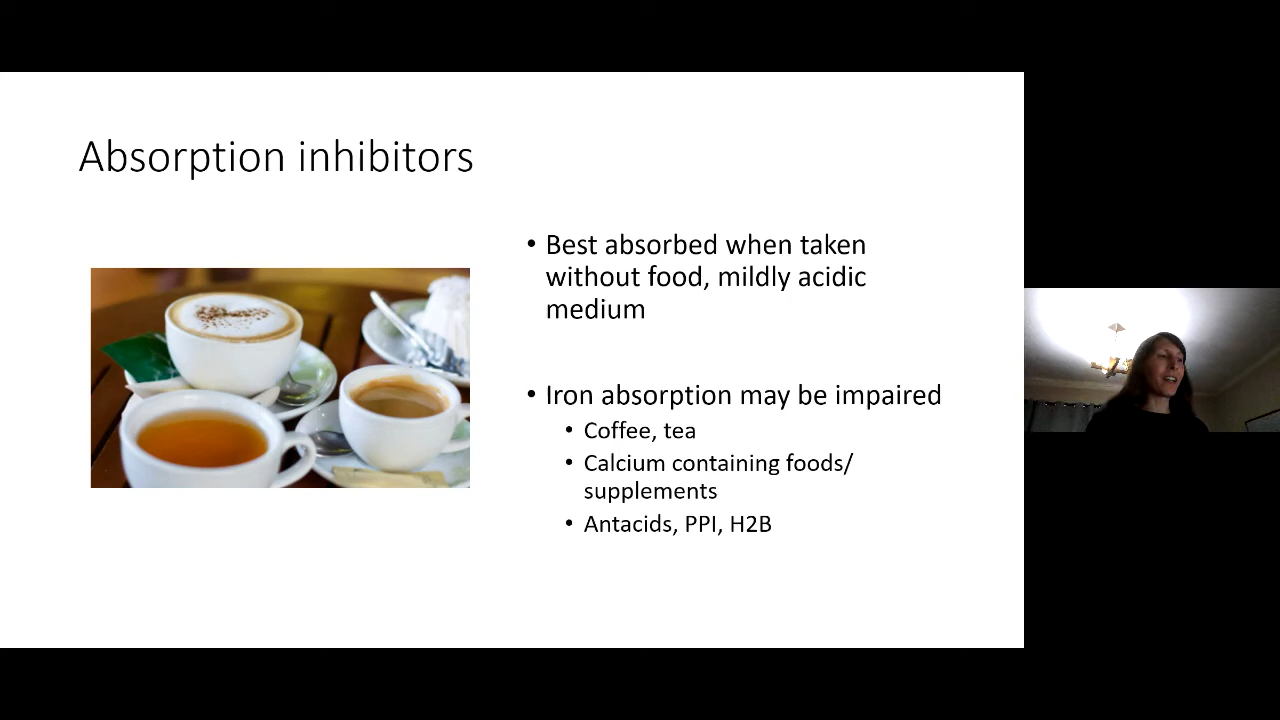 Absorption inhibitors
• Best absorbed when taken
without food, mildly acidic
medium
• Iron absorption may be impaired
• Coffee, tea
• Calcium containing foods/
supplements
• Antacids, PPI, H2B